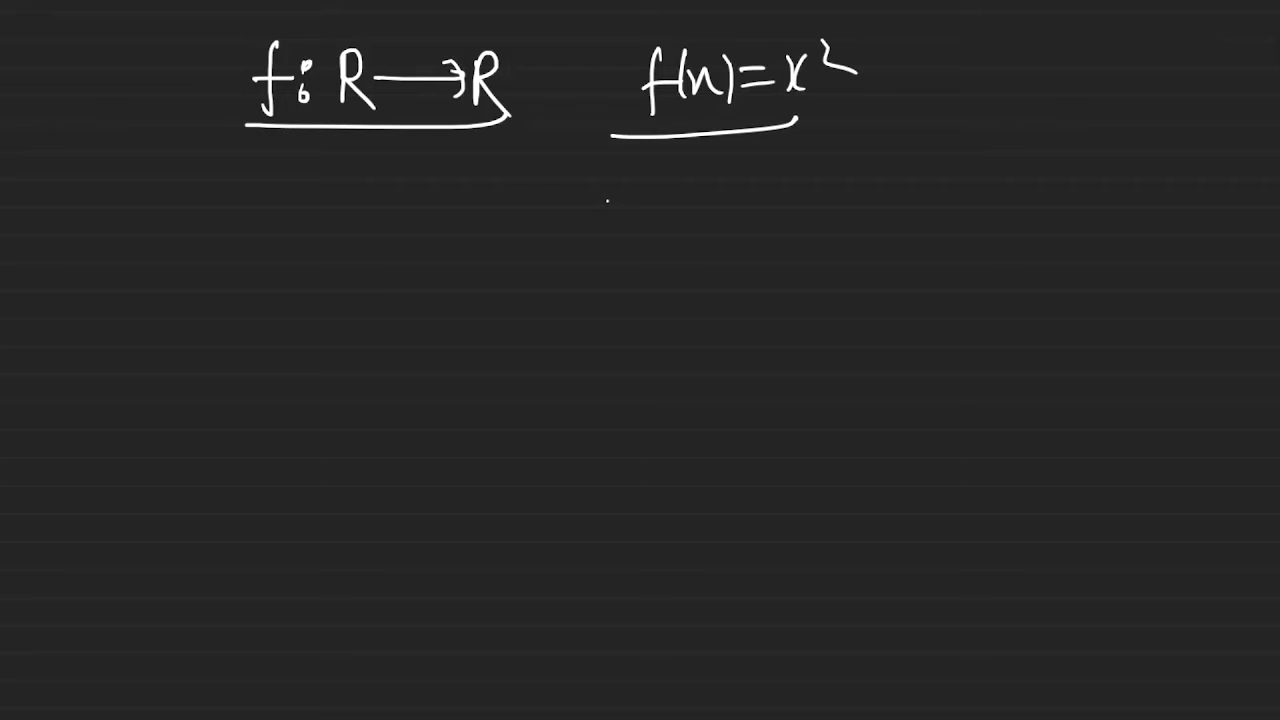 f: R → R f(x) = x²